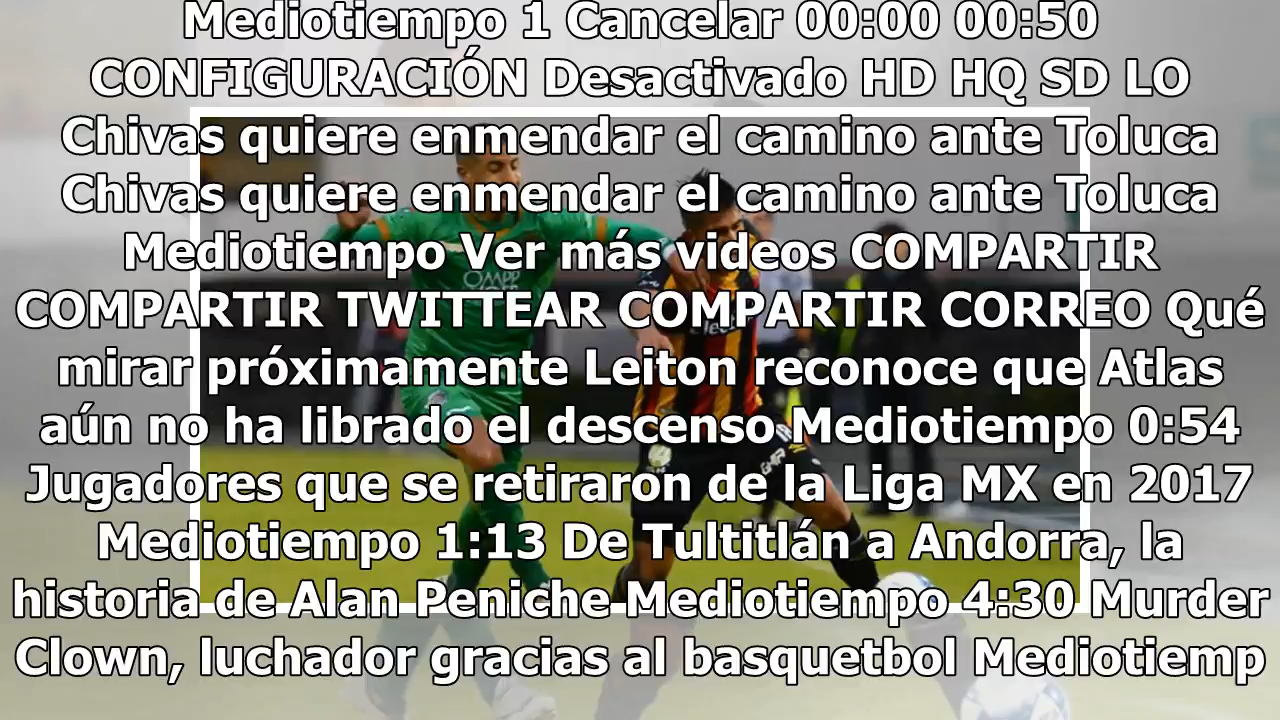 Mediotiempo 1 Cancelar 00:00 00:50
CONFIGURACIÓN Desactivado HD HQ SD LO
Chivas quiere enmendar el camino ante Toluca
Chivas quiere enmendar el camino ante Toluca
Mediotiempo Ver más videos COMPARTIR
COMPARTIR TWITTEAR COMPARTIR CORREO Qué
mirar próximamente Leiton reconoce que Atlas
aún no ha librado el descenso Mediotiempo 0:54
Jugadores que se retiraron de la Liga MX en 2017
Mediotiempo 1:13 De Tultitlán a Andorra, la
historia de Alan Peniche Mediotiempo 4:30 Murder
Clown, luchador gracias al basquetbol Mediotiemp